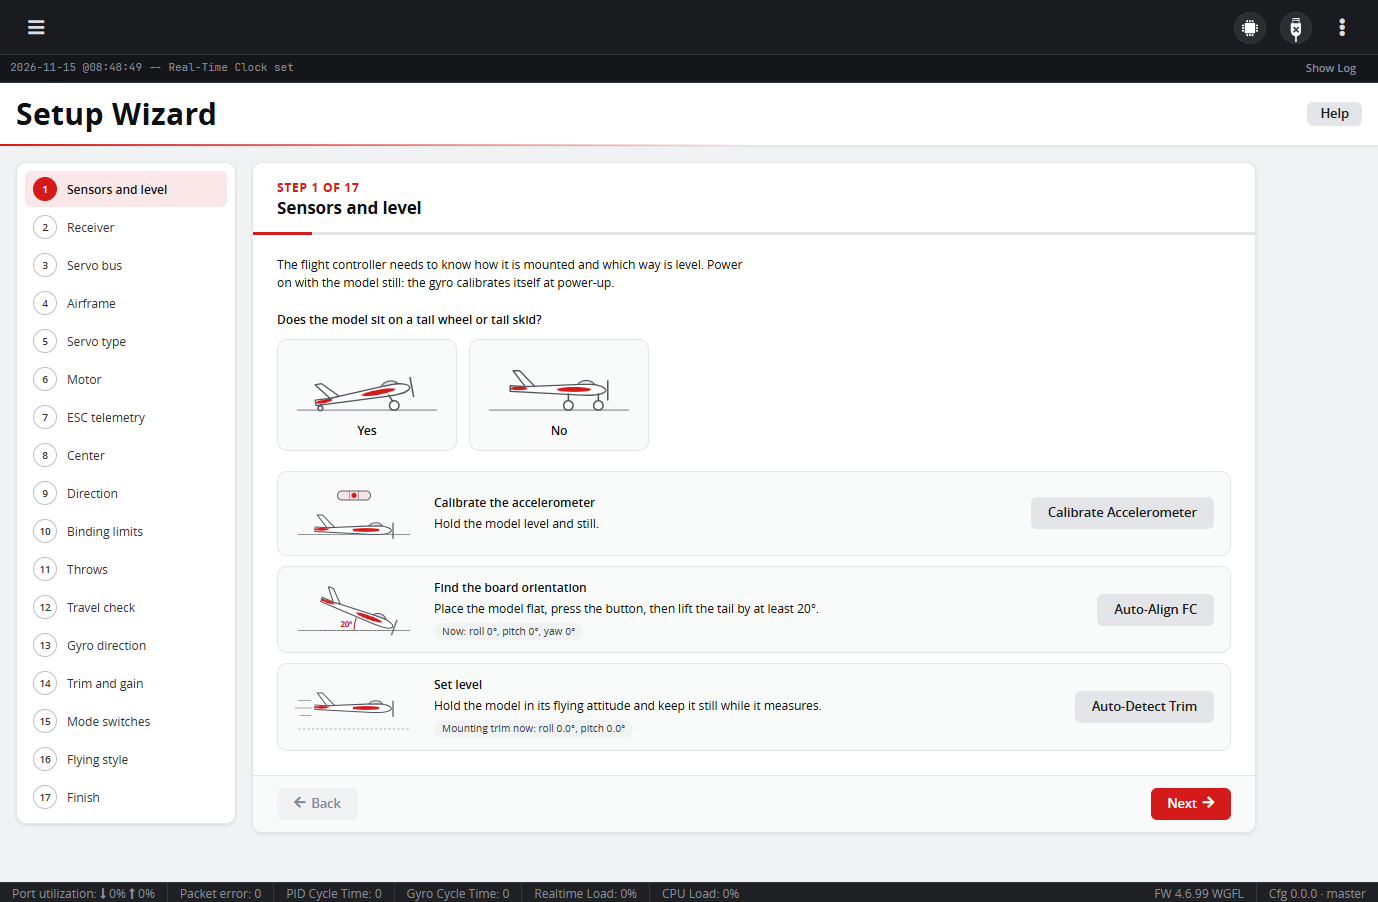 2026-11-15 @08:48:49 -- Real-Time Clock set
Show Log
Setup Wizard
Help
1 Sensors and level
2 Receiver
3 Servo bus
4 Airframe
5 Servo type
6 Motor
7 ESC telemetry
8 Center
9 Direction
10 Binding limits
11 Throws
12 Travel check
13 Gyro direction
14 Trim and gain
15 Mode switches
16 Flying style
17 Finish
STEP 1 OF 17
Sensors and level
The flight controller needs to know how it is mounted and which way is level. Power
on with the model still: the gyro calibrates itself at power-up.
Does the model sit on a tail wheel or tail skid?
Yes
No
Calibrate the accelerometer
Hold the model level and still.
Calibrate Accelerometer
20°
Find the board orientation
Place the model flat, press the button, then lift the tail by at least 20°.
Now: roll 0°, pitch 0°, yaw 0°
Auto-Align FC
Set level
Hold the model in its flying attitude and keep it still while it measures.
Mounting trim now: roll 0.0°, pitch 0.0°
Auto-Detect Trim
Back
Next
Port utilization: 0% 0%
Packet error: 0
PID Cycle Time: 0
Gyro Cycle Time: 0
Realtime Load: 0%
CPU Load: 0%
FW 4.6.99 WGFL
Cfg 0.0.0 · master